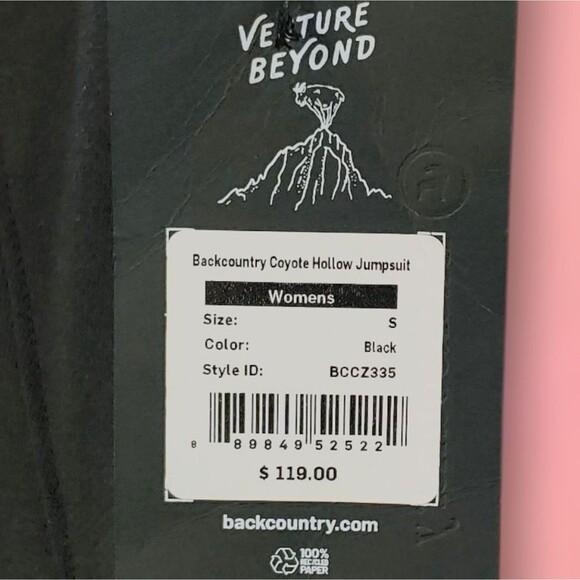 VENTURE
BEYOND
Backcountry Coyote Hollow Jumpsuit
Womens
Size: S
Color: Black
Style ID: BCCZ335
8 89849 52522
$ 119.00
backcountry.com
100%
RECYCLED
PAPER